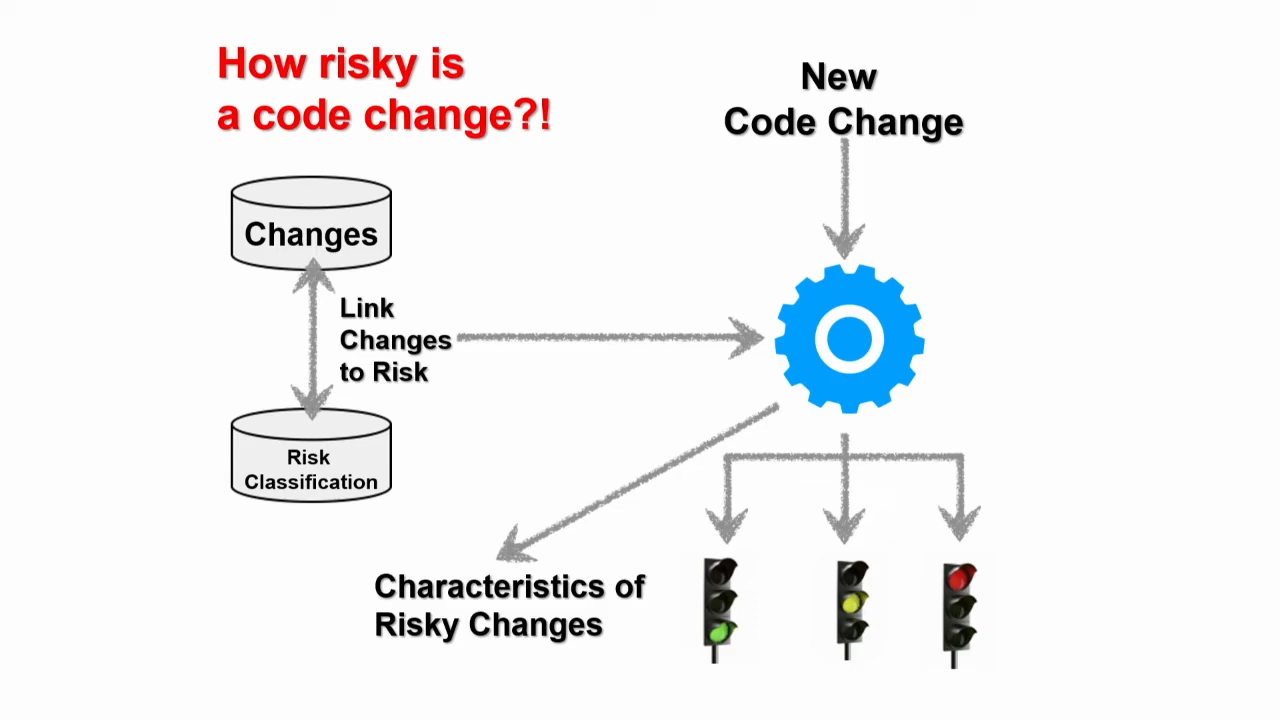 How risky is
a code change?!
New
Code Change
Changes
Link
Changes
to Risk
Risk
Classification
Characteristics of
Risky Changes